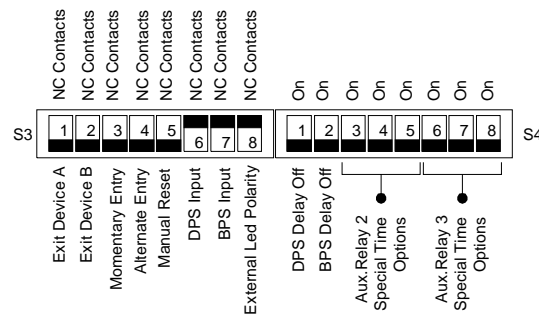 NC Contacts
NC Contacts
NC Contacts
NC Contacts
NC Contacts
NC Contacts
NC Contacts
NC Contacts
On
On
On
On
On
On
On
On
S3
1
2
3
4
5
6
7
8
1
2
3
4
5
6
7
8
S4
Exit Device A
Exit Device B
Momentary Entry
Alternate Entry
Manual Reset
DPS Input
BPS Input
External Led Polarity
DPS Delay Off
BPS Delay Off
Aux.Relay 2
Special Time
Options
Aux.Relay 3
Special Time
Options